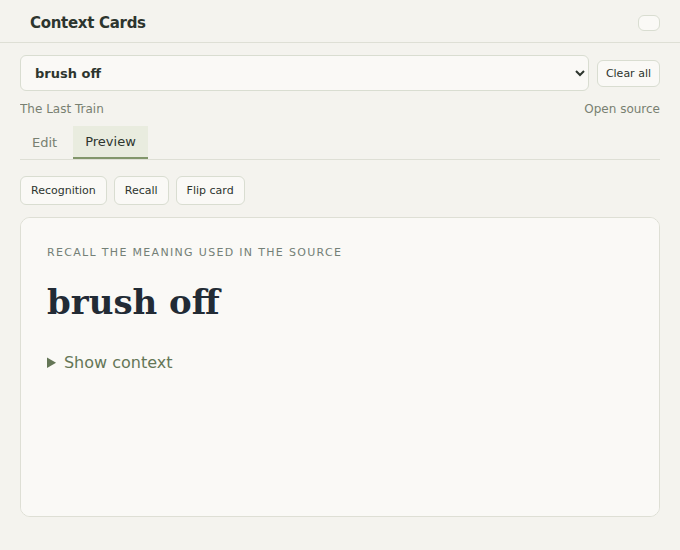 Context Cards
brush off
Clear all
The Last Train
Open source
Edit
Preview
Recognition
Recall
Flip card
RECALL THE MEANING USED IN THE SOURCE
brush off
Show context